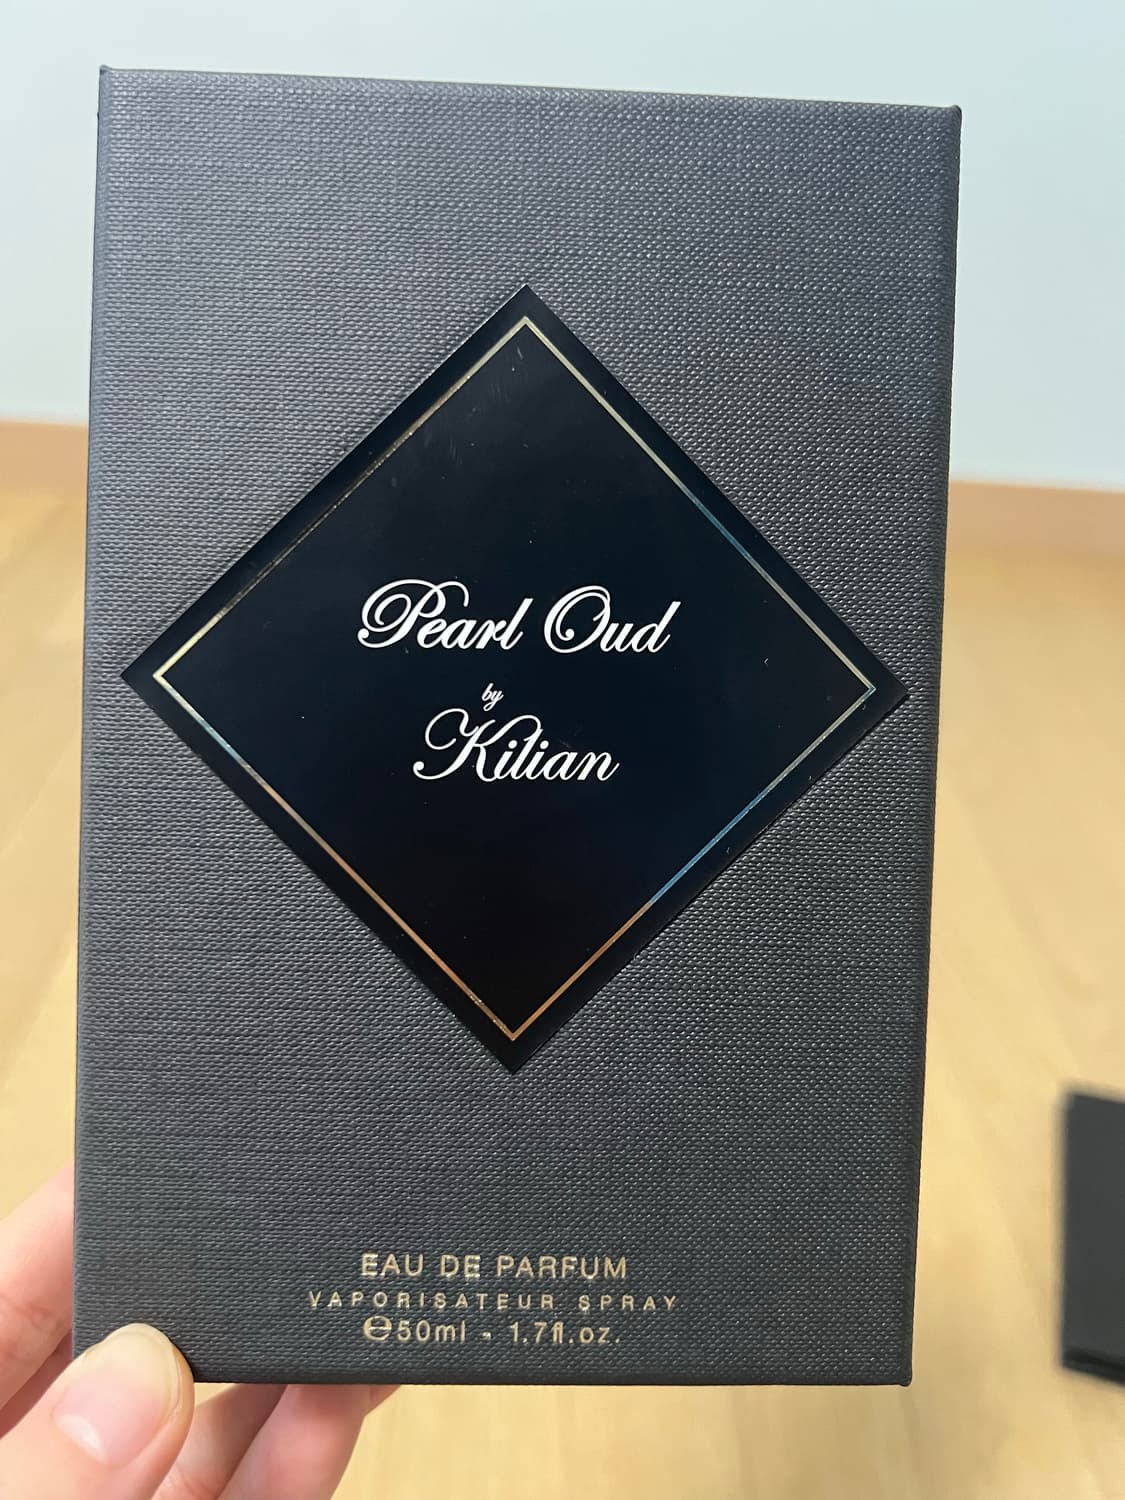 Pearl Oud
by
Kilian
EAU DE PARFUM
VAPORISATEUR SPRAY
℮50ml - 1.7fl.oz.